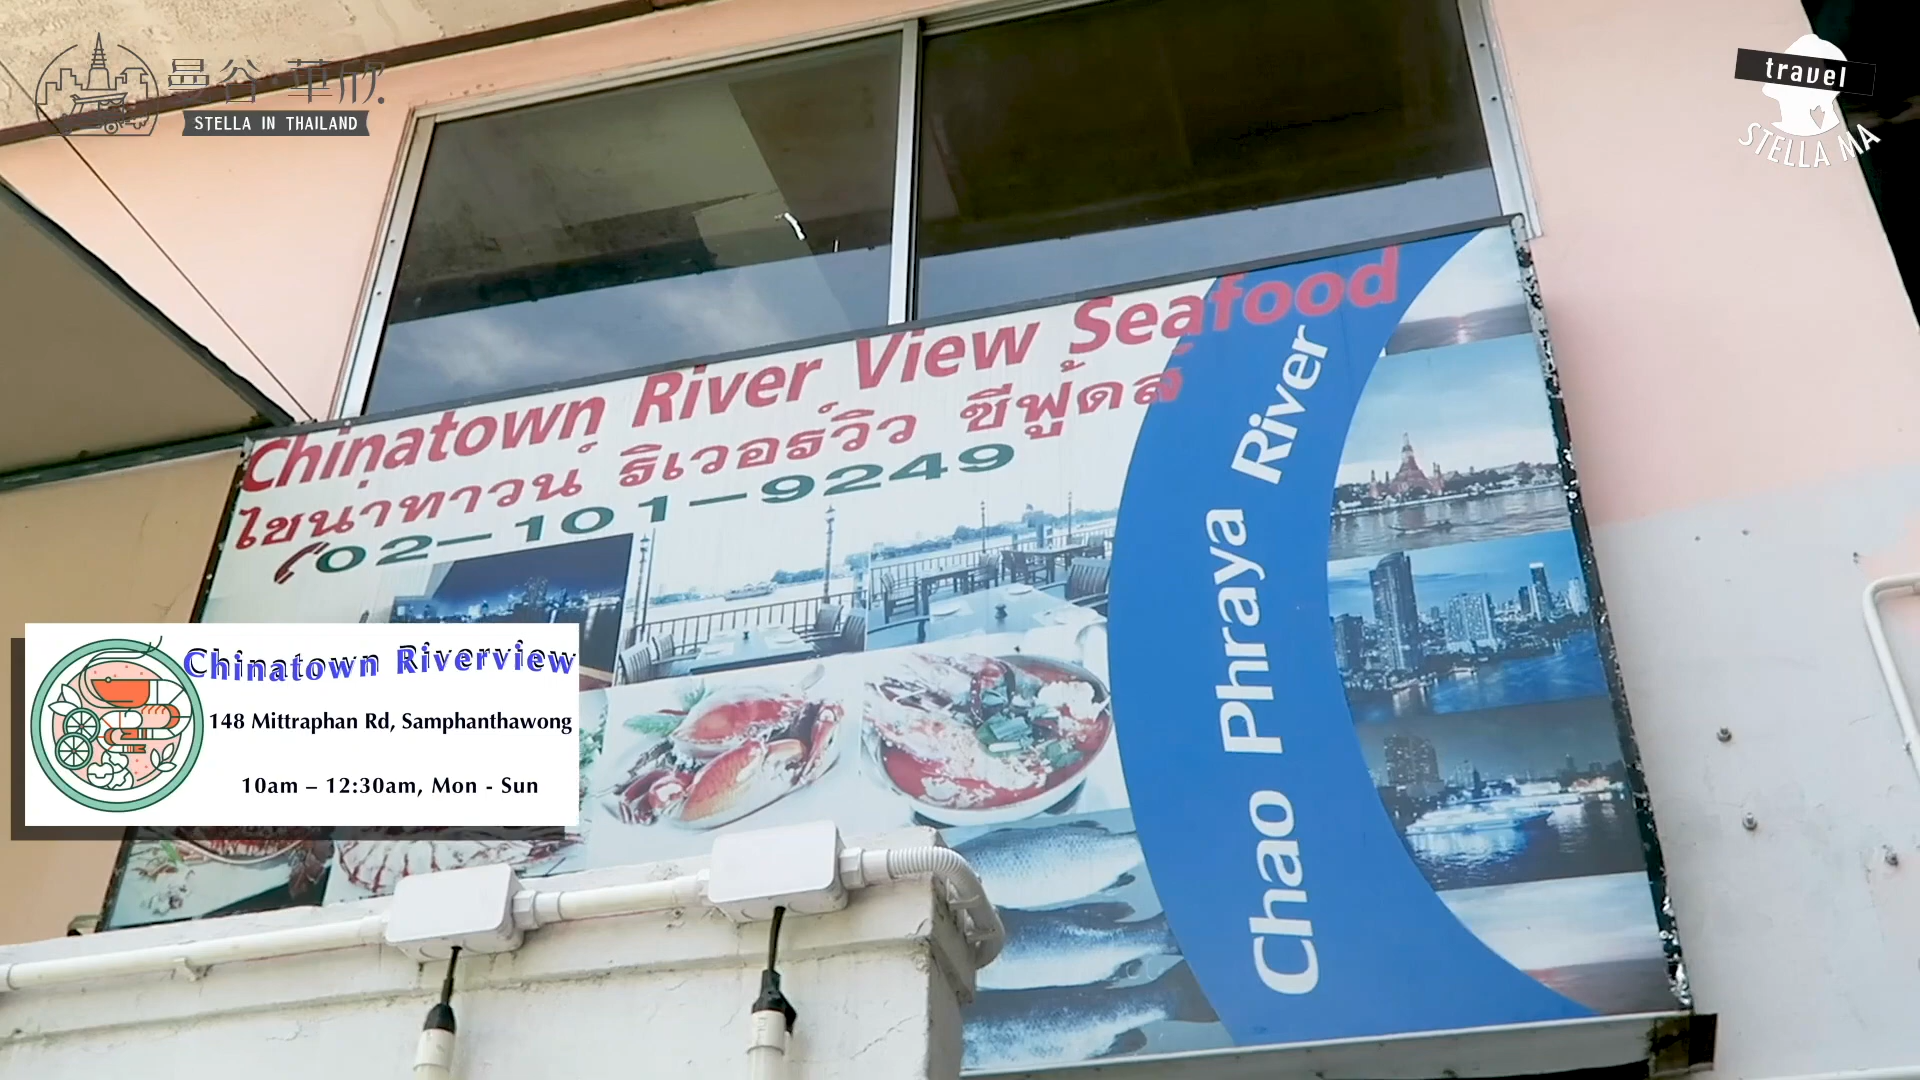 曼谷·華欣
STELLA IN THAILAND
travel
STELLA MA
Chinatown River View Seafood
ไชน่าทาวน์ ริเวอร์วิว ซีฟู้ดส์
02-101-9249
Chao Phraya River
Chinatown Riverview
148 Mittraphan Rd, Samphanthawong
10am – 12:30am, Mon - Sun